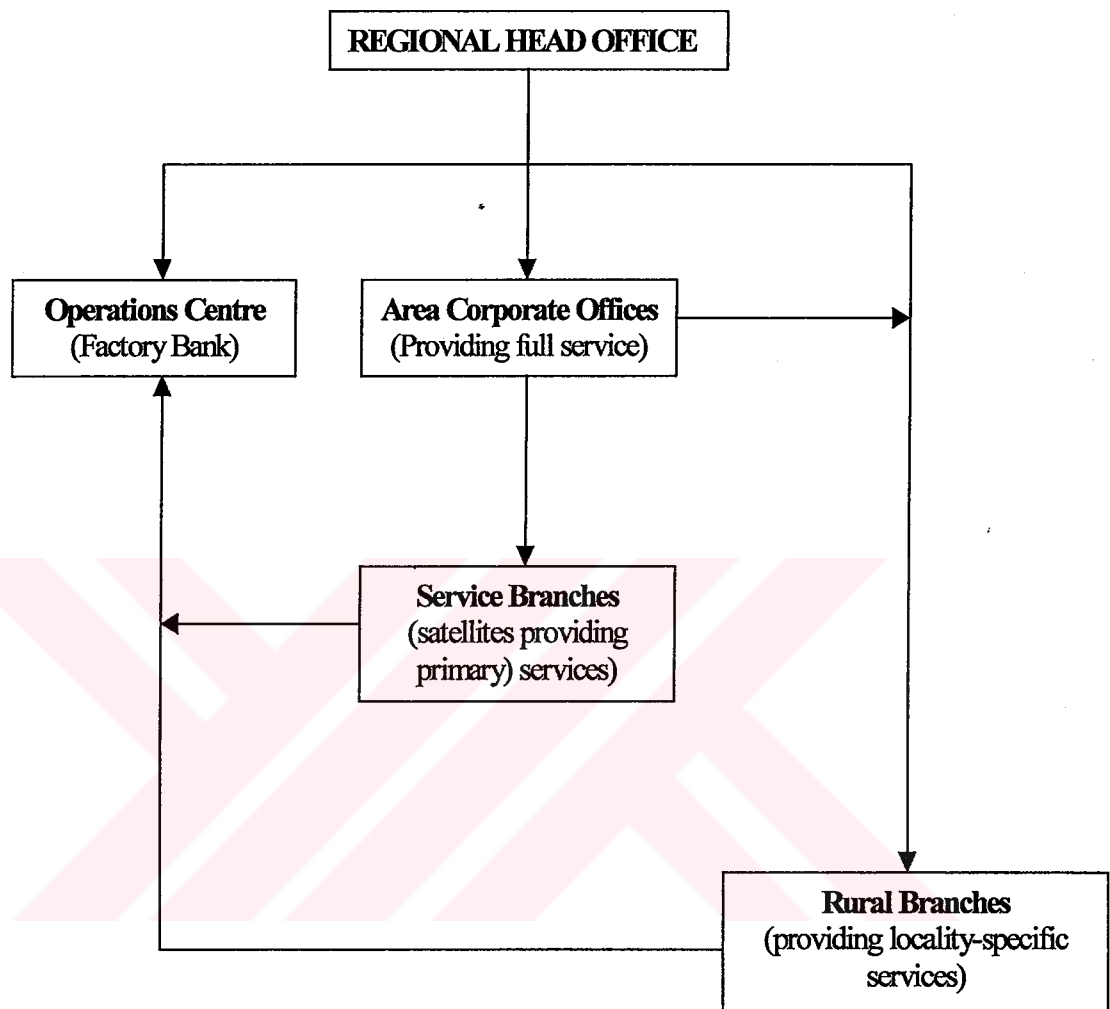 REGIONAL HEAD OFFICE
Operations Centre
(Factory Bank)
Area Corporate Offices
(Providing full service)
Service Branches
(satellites providing
primary) services)
Rural Branches
(providing locality-specific
services)